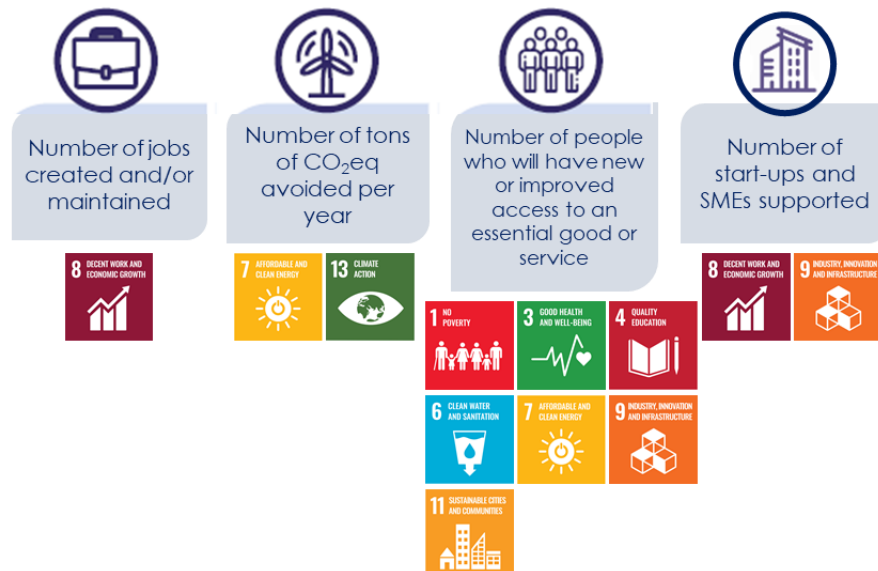 Number of jobs
created and/or
maintained
8 DECENT WORK AND
ECONOMIC GROWTH
Number of tons
of CO₂eq
avoided per
year
7 AFFORDABLE AND
CLEAN ENERGY
13 CLIMATE
ACTION
Number of people
who will have new
or improved
access to an
essential good or
service
1 NO
POVERTY
3 GOOD HEALTH
AND WELL-BEING
4 QUALITY
EDUCATION
6 CLEAN WATER
AND SANITATION
7 AFFORDABLE AND
CLEAN ENERGY
9 INDUSTRY, INNOVATION
AND INFRASTRUCTURE
11 SUSTAINABLE CITIES
AND COMMUNITIES
Number of
start-ups and
SMEs supported
8 DECENT WORK AND
ECONOMIC GROWTH
9 INDUSTRY, INNOVATION
AND INFRASTRUCTURE